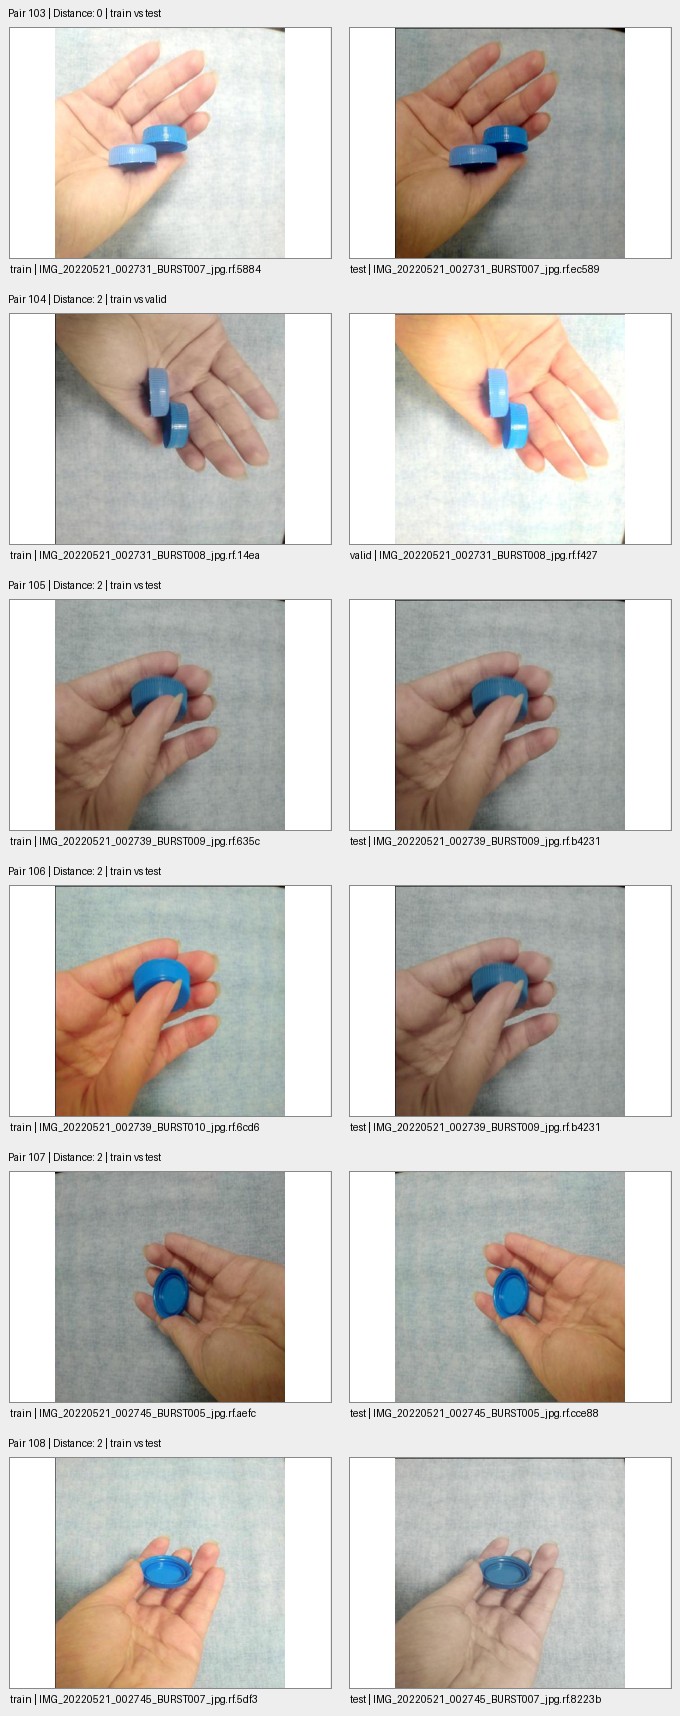 Pair 103 | Distance: 0 | train vs test
train | IMG_20220521_002731_BURST007_jpg.rf.5884
test | IMG_20220521_002731_BURST007_jpg.rf.ec589
Pair 104 | Distance: 2 | train vs valid
train | IMG_20220521_002731_BURST008_jpg.rf.14ea
valid | IMG_20220521_002731_BURST008_jpg.rf.f427
Pair 105 | Distance: 2 | train vs test
train | IMG_20220521_002739_BURST009_jpg.rf.635c
test | IMG_20220521_002739_BURST009_jpg.rf.b4231
Pair 106 | Distance: 2 | train vs test
train | IMG_20220521_002739_BURST010_jpg.rf.6cd6
test | IMG_20220521_002739_BURST009_jpg.rf.b4231
Pair 107 | Distance: 2 | train vs test
train | IMG_20220521_002745_BURST005_jpg.rf.aefc
test | IMG_20220521_002745_BURST005_jpg.rf.cce88
Pair 108 | Distance: 2 | train vs test
train | IMG_20220521_002745_BURST007_jpg.rf.5df3
test | IMG_20220521_002745_BURST007_jpg.rf.8223b